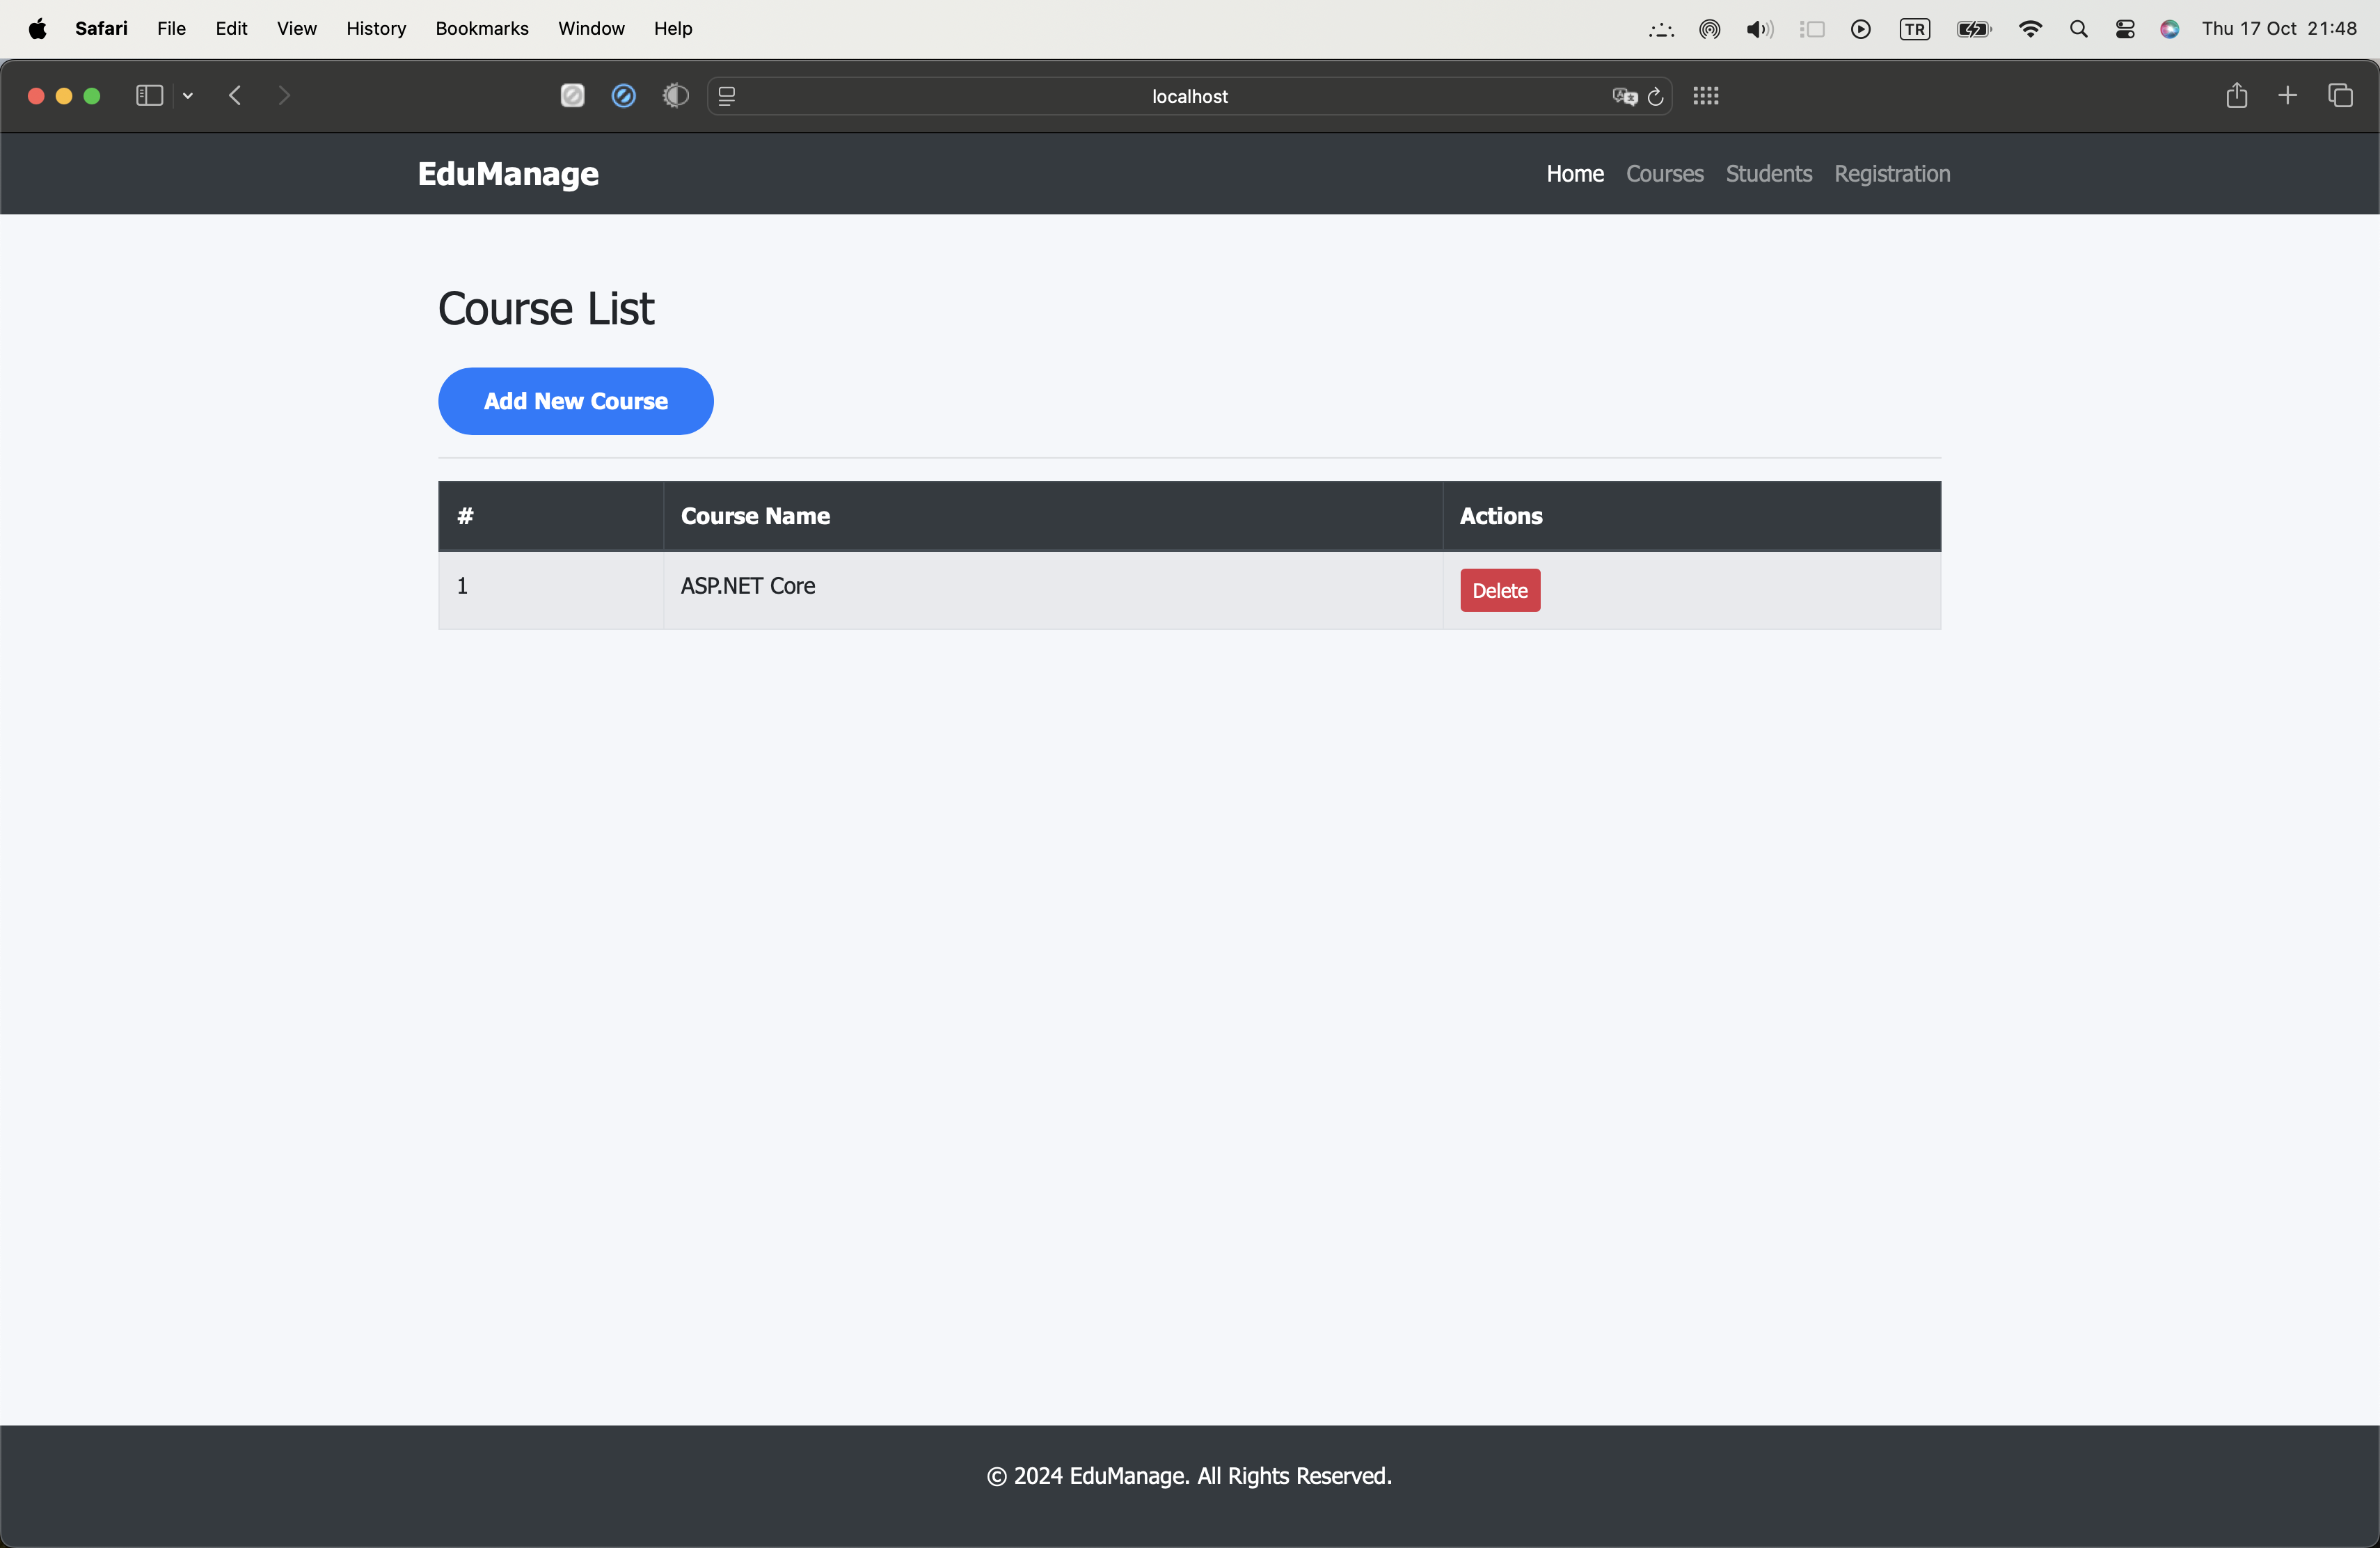 Safari File Edit View History Bookmarks Window Help TR Thu 17 Oct 21:48
localhost
EduManage Home Courses Students Registration
Course List
Add New Course
# Course Name Actions
1 ASP.NET Core Delete
© 2024 EduManage. All Rights Reserved.